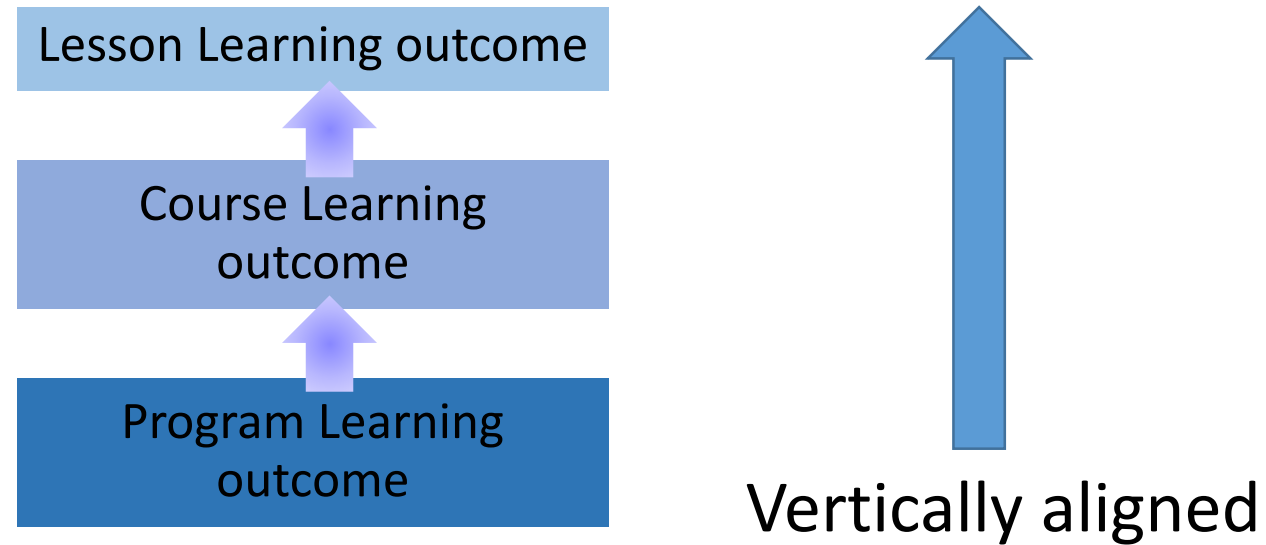 Lesson Learning outcome
Course Learning
outcome
Program Learning
outcome
Vertically aligned